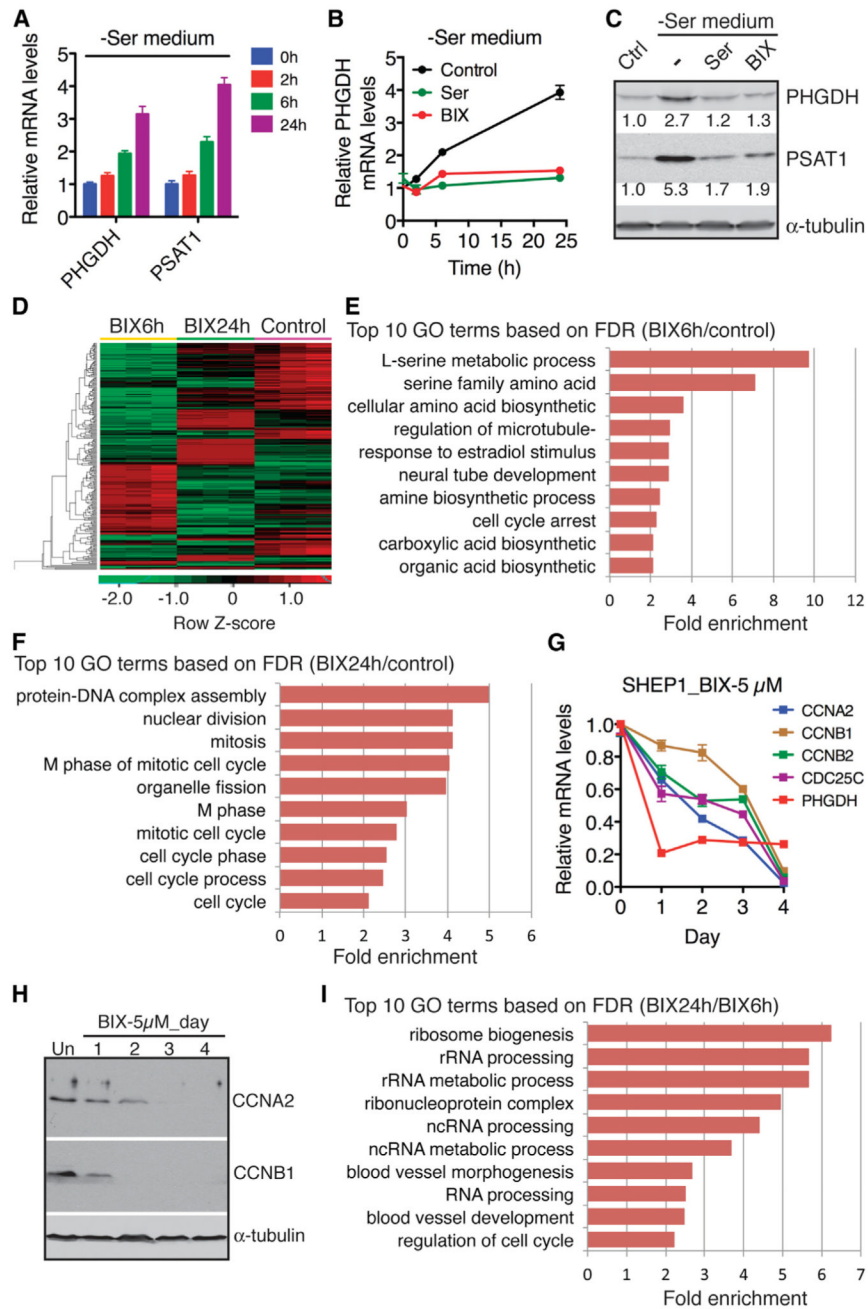 A
-Ser medium
Relative mRNA levels
5
4
3
2
1
0
PHGDH
PSAT1
0h
2h
6h
24h
B
-Ser medium
Relative PHGDH
mRNA levels
5
4
3
2
1
0
Control
Ser
BIX
0 5 10 15 20 25
Time (h)
C
-Ser medium
Ctrl - Ser BIX
PHGDH
1.0 2.7 1.2 1.3
PSAT1
1.0 5.3 1.7 1.9
α-tubulin
D
BIX6h BIX24h Control
-2.0 -1.0 0 1.0
Row Z-score
E
Top 10 GO terms based on FDR (BIX6h/control)
L-serine metabolic process
serine family amino acid
cellular amino acid biosynthetic
regulation of microtubule-
response to estradiol stimulus
neural tube development
amine biosynthetic process
cell cycle arrest
carboxylic acid biosynthetic
organic acid biosynthetic
0 2 4 6 8 10 12
Fold enrichment
F
Top 10 GO terms based on FDR (BIX24h/control)
protein-DNA complex assembly
nuclear division
mitosis
M phase of mitotic cell cycle
organelle fission
M phase
mitotic cell cycle
cell cycle phase
cell cycle process
cell cycle
0 1 2 3 4 5 6
Fold enrichment
G
SHEP1_BIX-5 µM
Relative mRNA levels
1.0
0.8
0.6
0.4
0.2
0.0
CCNA2
CCNB1
CCNB2
CDC25C
PHGDH
0 1 2 3 4
Day
H
BIX-5µM_day
Un 1 2 3 4
CCNA2
CCNB1
α-tubulin
I
Top 10 GO terms based on FDR (BIX24h/BIX6h)
ribosome biogenesis
rRNA processing
rRNA metabolic process
ribonucleoprotein complex
ncRNA processing
ncRNA metabolic process
blood vessel morphogenesis
RNA processing
blood vessel development
regulation of cell cycle
0 1 2 3 4 5 6 7
Fold enrichment